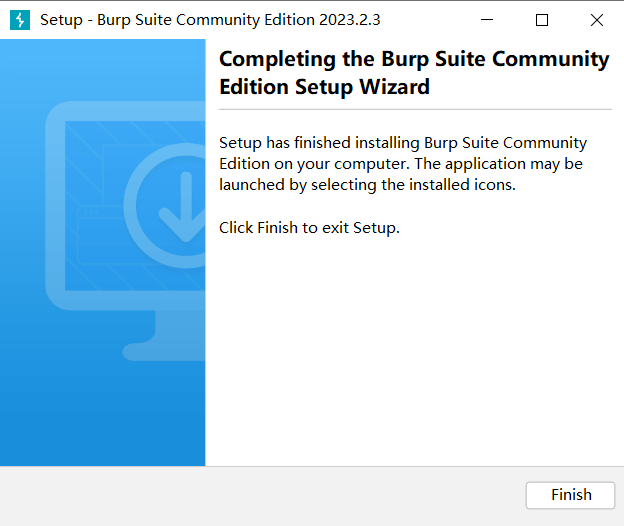 Setup - Burp Suite Community Edition 2023.2.3
Completing the Burp Suite Community
Edition Setup Wizard
Setup has finished installing Burp Suite Community
Edition on your computer. The application may be
launched by selecting the installed icons.
Click Finish to exit Setup.
Finish